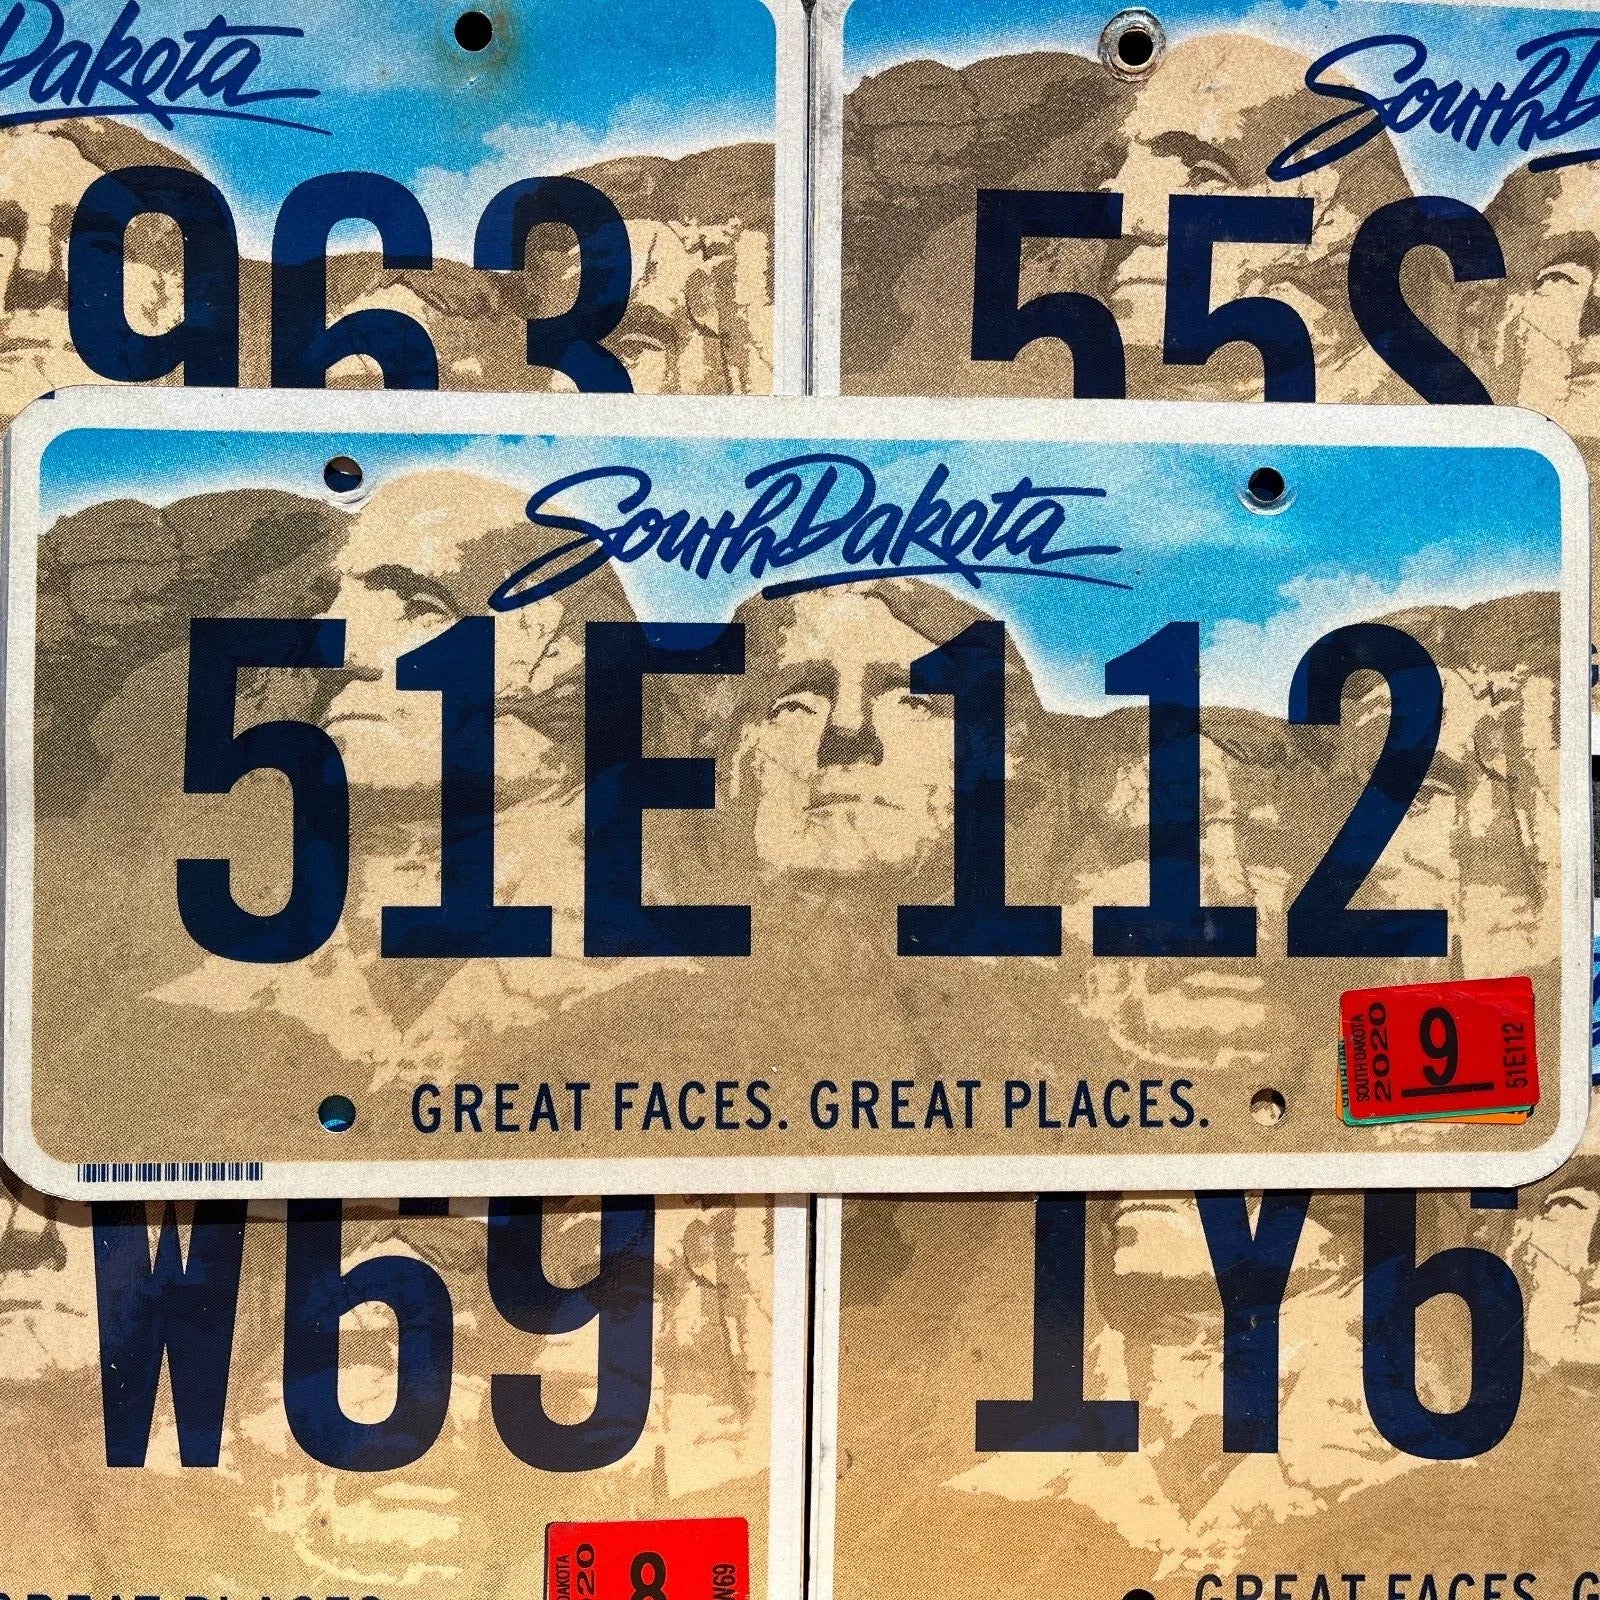 Dakota
963
South D
55S
South Dakota
51E 112
SOUTH DAKOTA
2020
9
51E112
GREAT FACES. GREAT PLACES.
W69
1Y6
8
W69
GREAT FACES. G